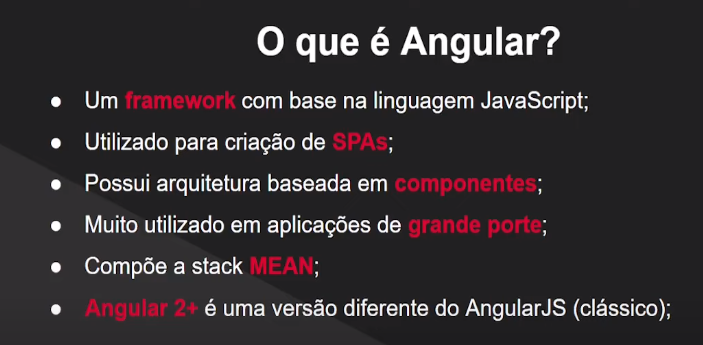 O que é Angular?
● Um framework com base na linguagem JavaScript;
● Utilizado para criação de SPAs;
● Possui arquitetura baseada em componentes;
● Muito utilizado em aplicações de grande porte;
● Compõe a stack MEAN;
● Angular 2+ é uma versão diferente do AngularJS (clássico);